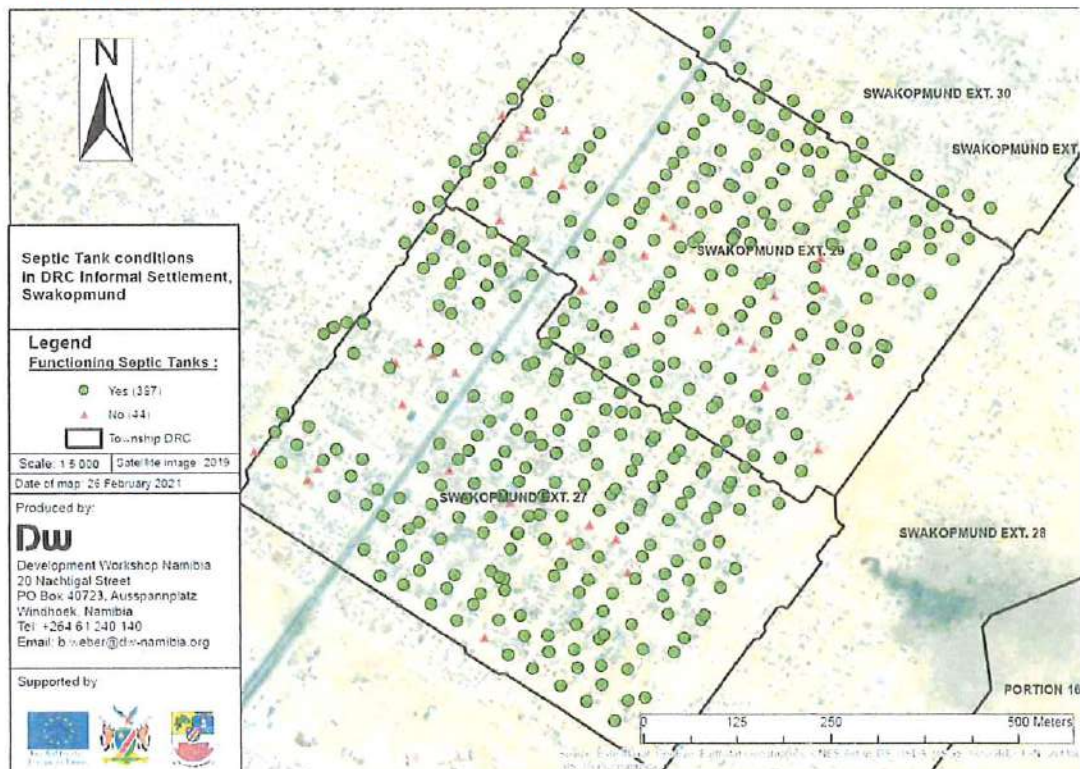 N
SWAKOPMUND EXT. 30
SWAKOPMUND EXT.
SWAKOPMUND EXT. 29
SWAKOPMUND EXT. 27
SWAKOPMUND EXT. 28
PORTION 16
Septic Tank conditions
in DRC Informal Settlement,
Swakopmund
Legend
Functioning Septic Tanks :
Yes (397)
No (44)
Township DRC
Scale: 1:5 000 Satellite image: 2019
Date of map: 26 February 2021
Produced by:
Dw
Development Workshop Namibia
20 Nachtigal Street
PO Box 40723, Ausspannplatz
Windhoek, Namibia
Tel: +264 61 240 140
Email: b.weber@dw-namibia.org
Supported by
0 125 250 500 Meters